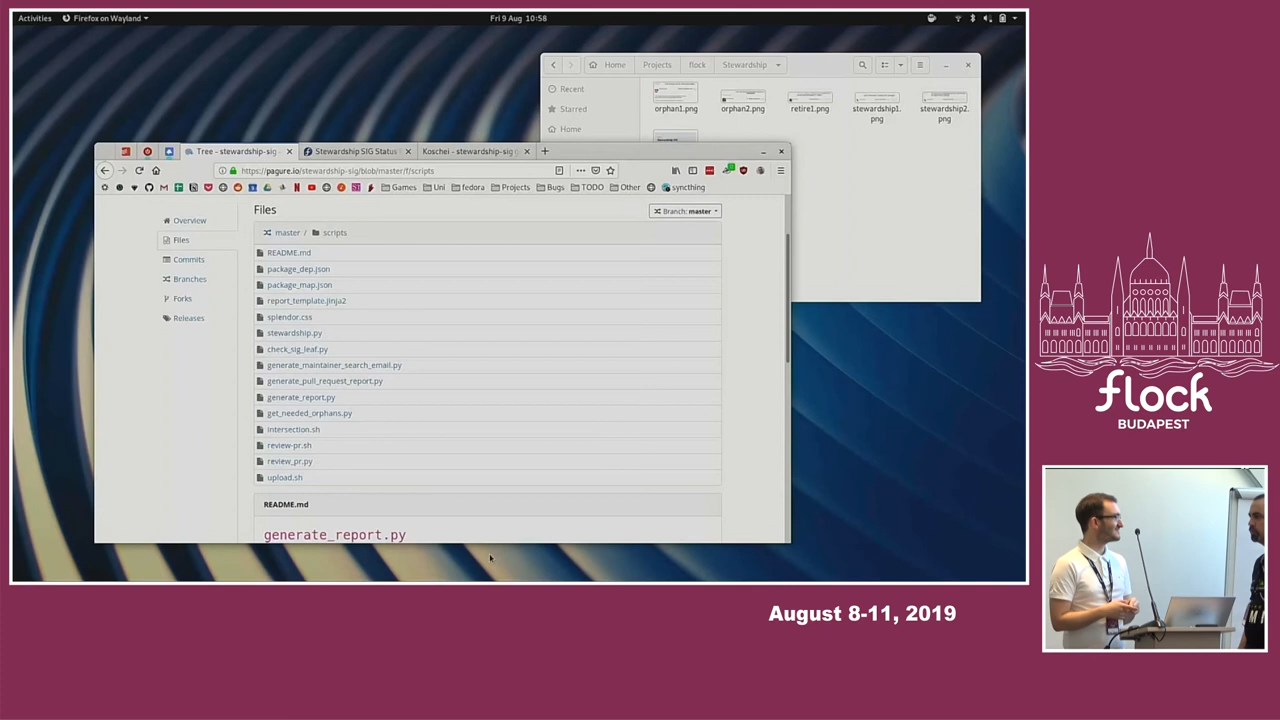 Activities
Firefox on Wayland
Fri 9 Aug 10:58
Home
Projects
flock
Stewardship
Recent
Starred
Home
orphan1.png
orphan2.png
retire1.png
stewardship1.png
stewardship2.png
Tree - stewardship-sig -
Stewardship SIG Status
Koschei - stewardship-sig
https://pagure.io/stewardship-sig/blob/master/f/scripts
Games
Uni
fedora
Projects
Bugs
TODO
Other
syncthing
Overview
Files
Commits
Branches
Forks
Releases
Files
Branch: master
master / scripts
README.md
package_dep.json
package_map.json
report_template.jinja2
splendor.css
stewardship.py
check_sig_leaf.py
generate_maintainer_search_email.py
generate_pull_request_report.py
generate_report.py
get_needed_orphans.py
intersection.sh
review-pr.sh
review_pr.py
upload.sh
README.md
generate_report.py
flock
BUDAPEST
August 8-11, 2019